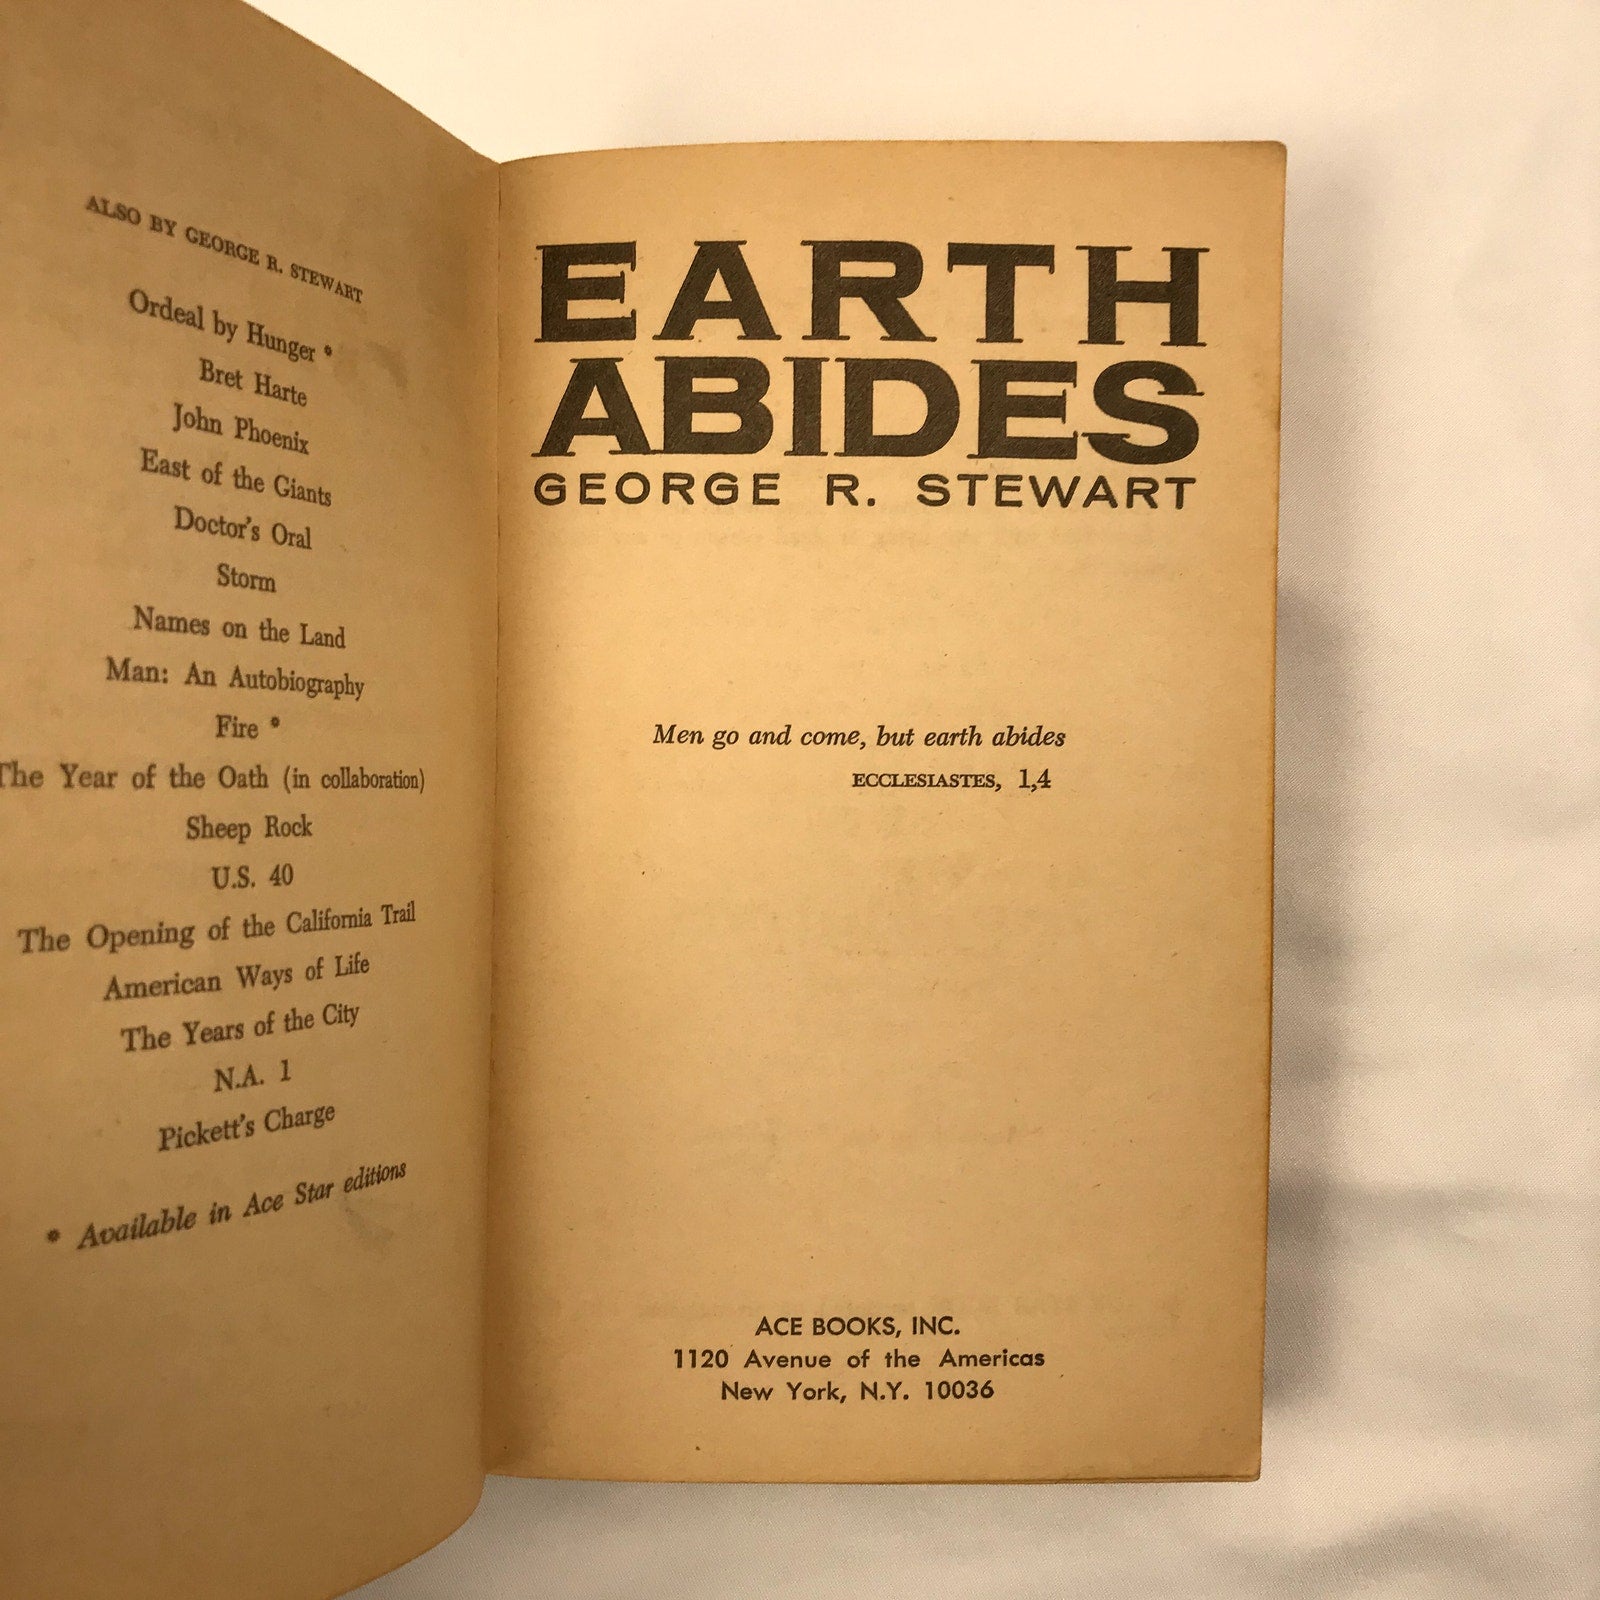 ALSO BY GEORGE R. STEWART
Ordeal by Hunger *
Bret Harte
John Phoenix
East of the Giants
Doctor's Oral
Storm
Names on the Land
Man: An Autobiography
Fire *
The Year of the Oath (in collaboration)
Sheep Rock
U.S. 40
The Opening of the California Trail
American Ways of Life
The Years of the City
N.A. 1
Pickett's Charge
* Available in Ace Star editions
EARTH
ABIDES
GEORGE R. STEWART
Men go and come, but earth abides
ECCLESIASTES, 1,4
ACE BOOKS, INC.
1120 Avenue of the Americas
New York, N.Y. 10036